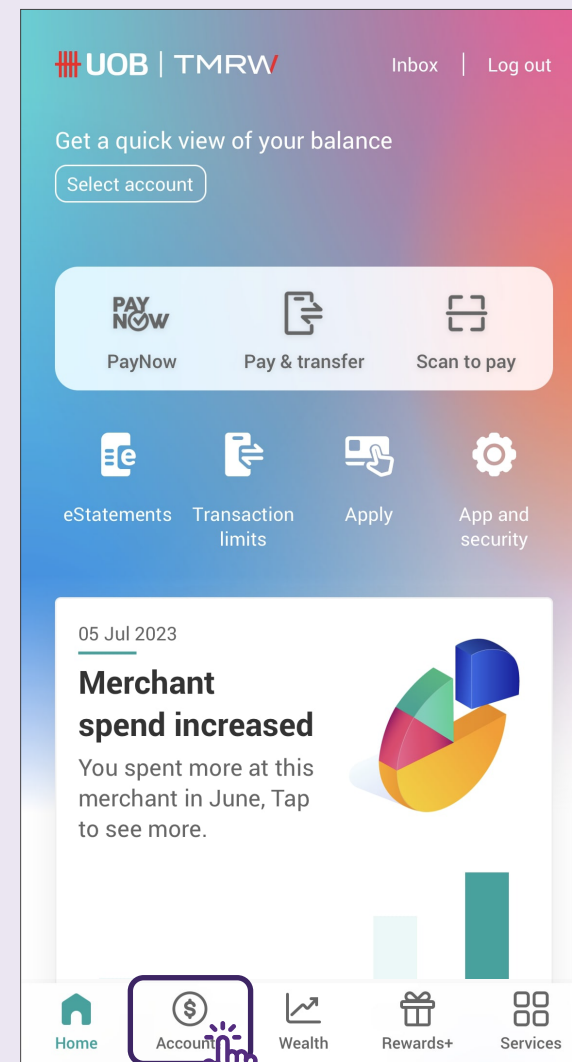 UOB | TMRW
Inbox | Log out
Get a quick view of your balance
Select account
PAY NOW
PayNow
Pay & transfer
Scan to pay
eStatements
Transaction limits
Apply
App and security
05 Jul 2023
Merchant
spend increased
You spent more at this
merchant in June, Tap
to see more.
Home
Account
Wealth
Rewards+
Services